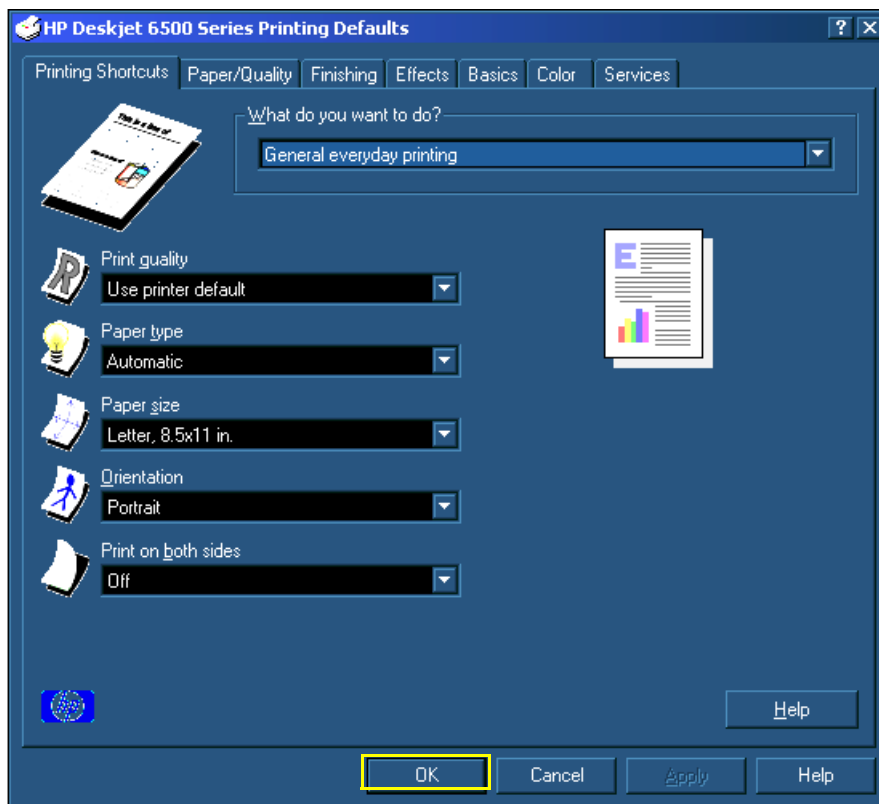 HP Deskjet 6500 Series Printing Defaults
Printing Shortcuts Paper/Quality Finishing Effects Basics Color Services
What do you want to do?
General everyday printing
Print quality
Use printer default
Paper type
Automatic
Paper size
Letter, 8.5x11 in.
Orientation
Portrait
Print on both sides
Off
hp
Help
OK Cancel Apply Help